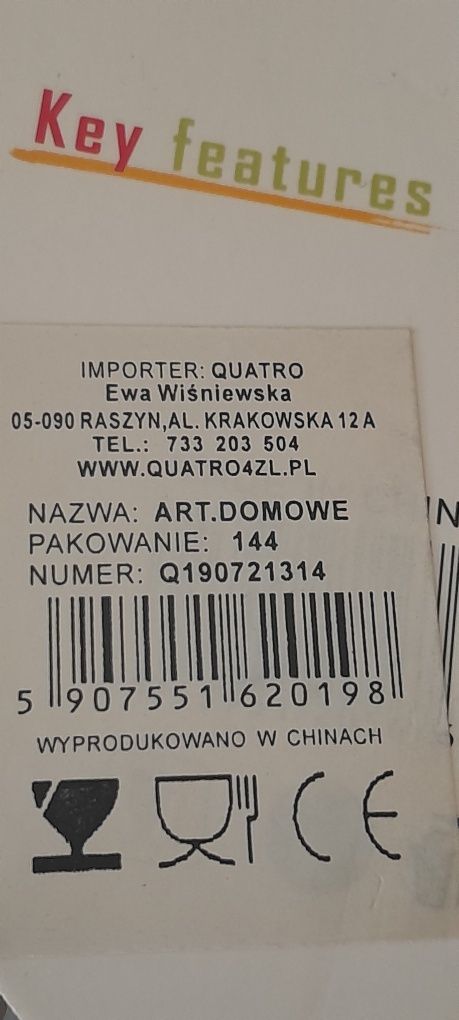 Key features
IMPORTER: QUATRO
Ewa Wiśniewska
05-090 RASZYN,AL. KRAKOWSKA 12 A
TEL.: 733 203 504
WWW.QUATRO4ZL.PL
NAZWA: ART.DOMOWE
PAKOWANIE: 144
NUMER: Q190721314
5 907551 620198
WYPRODUKOWANO W CHINACH
CE